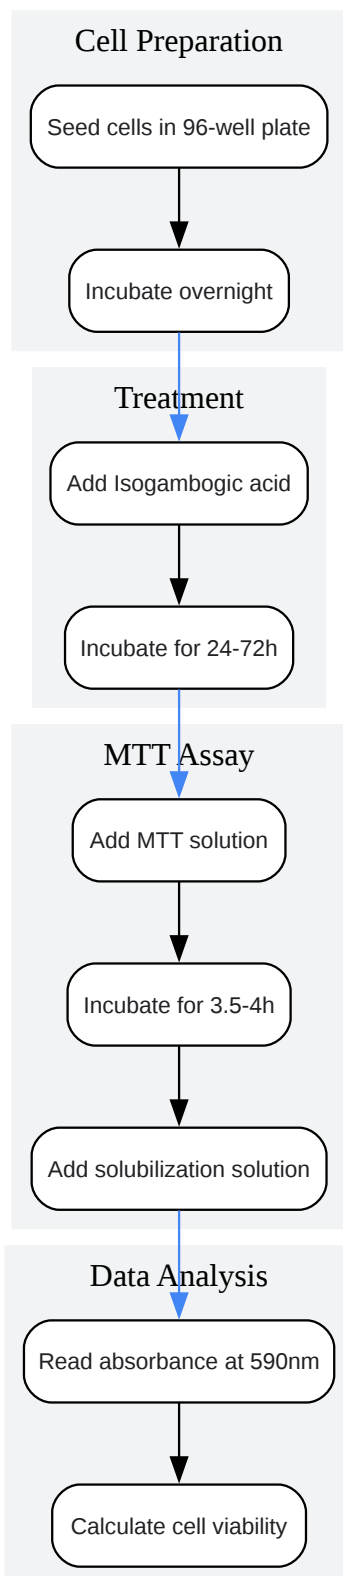 Cell Preparation
Seed cells in 96-well plate
Incubate overnight
Treatment
Add Isogambogic acid
Incubate for 24-72h
MTT Assay
Add MTT solution
Incubate for 3.5-4h
Add solubilization solution
Data Analysis
Read absorbance at 590nm
Calculate cell viability